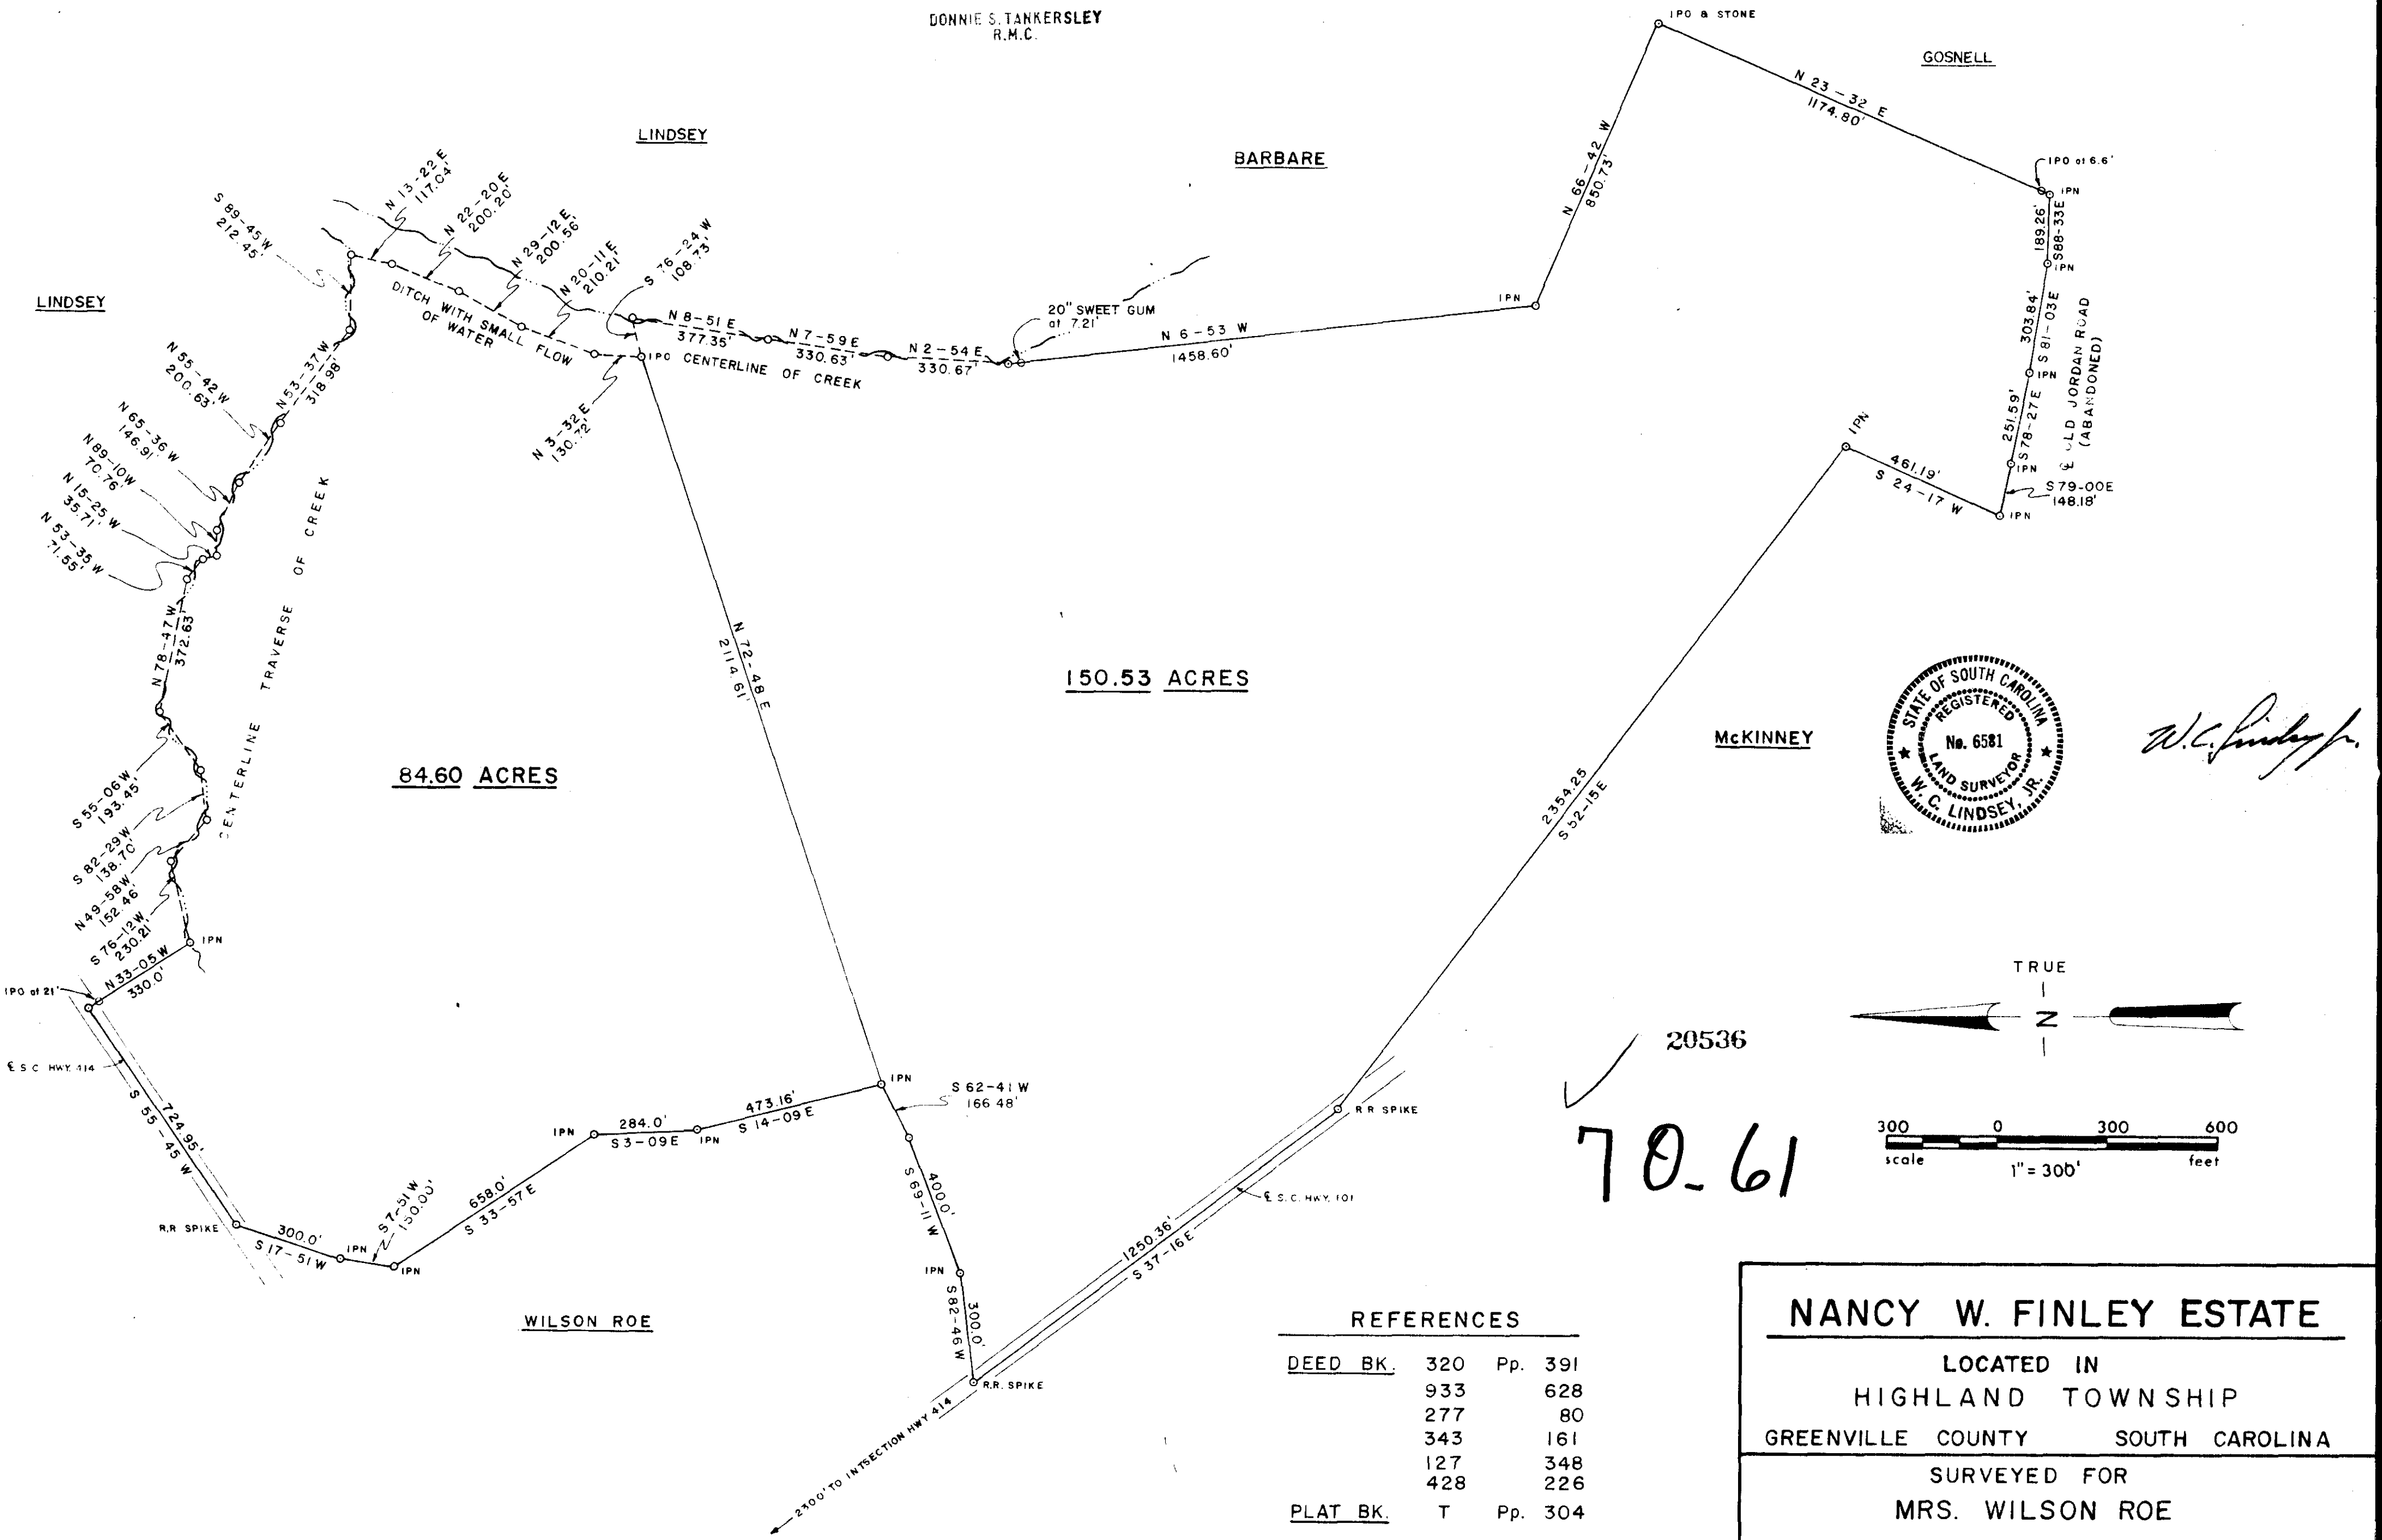 DONNIE S. TANKERSLEY
R.M.C.
IPO & STONE
GOSNELL
N 23-32 E
1174.80'
LINDSEY
BARBARE
N 66-42 W
850.73'
IPO at 6.6'
IPN
189.26'
S88-33E
IPN
303.84'
S 81-03E
IPN
251.59'
S 78-27E
IPN
OLD JORDAN ROAD
(ABANDONED)
S 79-00E
148.18'
IPN
461.19'
S 24-17 W
IPN
N 13-22 E
117.04'
N 22-20E
200.20'
N 29-12 E
200.56'
N 20-11E
210.21'
S 76-24 W
108.73'
S 89-45 W
212.45'
DITCH WITH SMALL FLOW
OF WATER
N 8-51 E
377.35'
N 7-59 E
330.63'
N 2-54 E
330.67'
20" SWEET GUM
at 7.21'
N 6-53 W
1458.60'
IPN
IPO
CENTERLINE OF CREEK
N 3-32 E
130.72'
LINDSEY
N 53-37 W
318.98'
N 55-42 W
200.63'
N 65-36 W
146.91'
N 89-10 W
70.76'
N 15-25 W
35.71'
N 53-35 W
71.55'
CENTERLINE TRAVERSE OF CREEK
N 78-47 W
372.63'
S 55-06 W
193.45'
S 82-29 W
138.70'
N 49-58 W
152.46'
S 76-12 W
230.21'
IPN
N 33-05 W
330.0'
IPO at 21'
℄ S.C. HWY. 414
724.95'
S 55-45 W
R.R SPIKE
300.0'
S 17-51 W
IPN
S 7-51 W
150.00'
IPN
658.0'
S 33-57 E
IPN
284.0'
S 3-09 E
IPN
473.16'
S 14-09 E
IPN
N 72-48 E
2114.61'
84.60 ACRES
150.53 ACRES
S 62-41 W
166.48'
400.0'
S 69-11 W
IPN
300.0'
S 82-46 W
R.R. SPIKE
1250.36'
S 37-16 E
℄ S.C. HWY. 101
R R SPIKE
2354.25
S 52-15E
2300' TO INTSECTION HWY 414
WILSON ROE
McKINNEY
STATE OF SOUTH CAROLINA
REGISTERED
No. 6581
LAND SURVEYOR
W. C. LINDSEY, JR.
W.C. Lindsey Jr.
TRUE
N
20536
70-61
300 0 300 600
scale feet
1" = 300'
REFERENCES
DEED BK. 320 Pp. 391
933 628
277 80
343 161
127 348
428 226
PLAT BK. T Pp. 304
NANCY W. FINLEY ESTATE
LOCATED IN
HIGHLAND TOWNSHIP
GREENVILLE COUNTY SOUTH CAROLINA
SURVEYED FOR
MRS. WILSON ROE